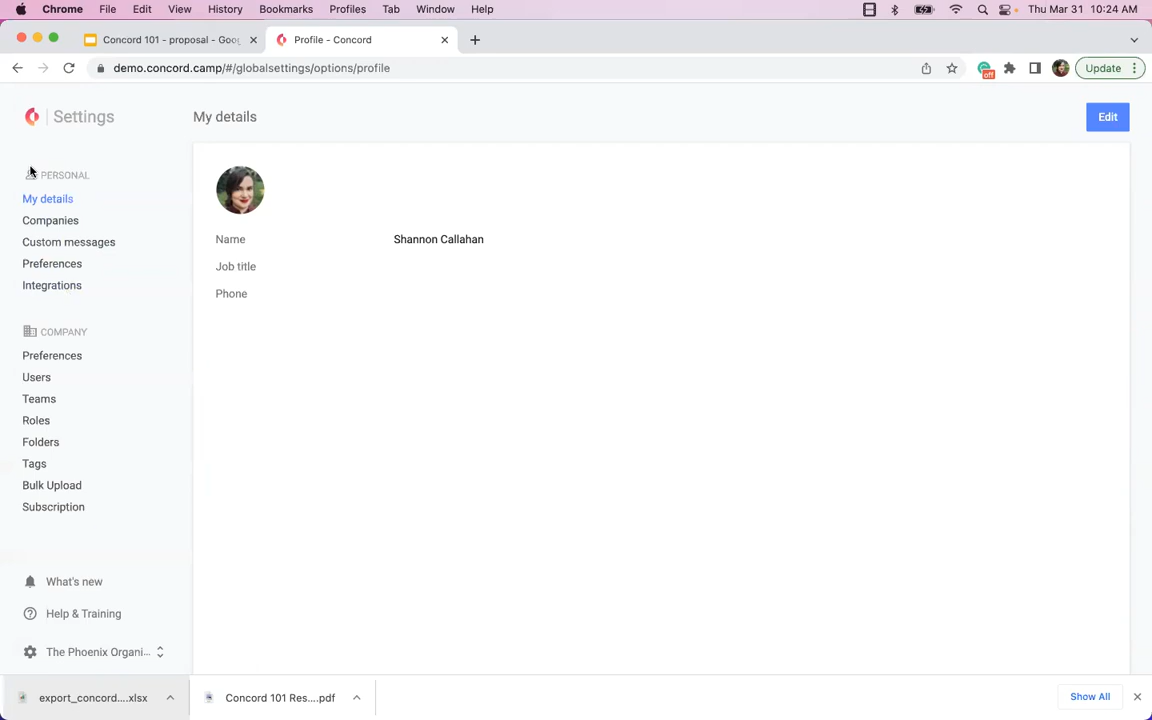 Chrome File Edit View History Bookmarks Profiles Tab Window Help Thu Mar 31 10:24 AM
Concord 101 - proposal - Goo Profile - Concord
demo.concord.camp/#/globalsettings/options/profile off Update
Settings
My details
Edit
PERSONAL
My details
Companies
Custom messages
Preferences
Integrations
Name Shannon Callahan
Job title
Phone
COMPANY
Preferences
Users
Teams
Roles
Folders
Tags
Bulk Upload
Subscription
What's new
Help & Training
The Phoenix Organi...
export_concord....xlsx Concord 101 Res....pdf Show All